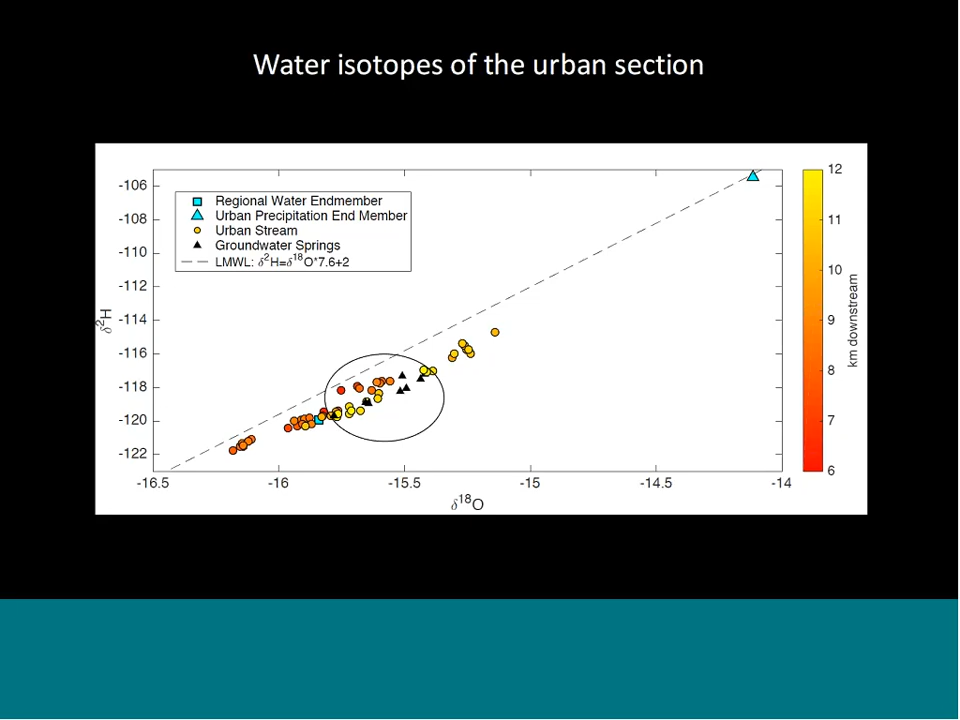 Water isotopes of the urban section
Regional Water Endmember
Urban Precipitation End Member
Urban Stream
Groundwater Springs
LMWL: δ²H=δ¹⁸O*7.6+2
-106
-108
-110
-112
-114
-116
-118
-120
-122
δ²H
-16.5
-16
-15.5
-15
-14.5
-14
δ¹⁸O
12
11
10
9
8
7
6
km downstream